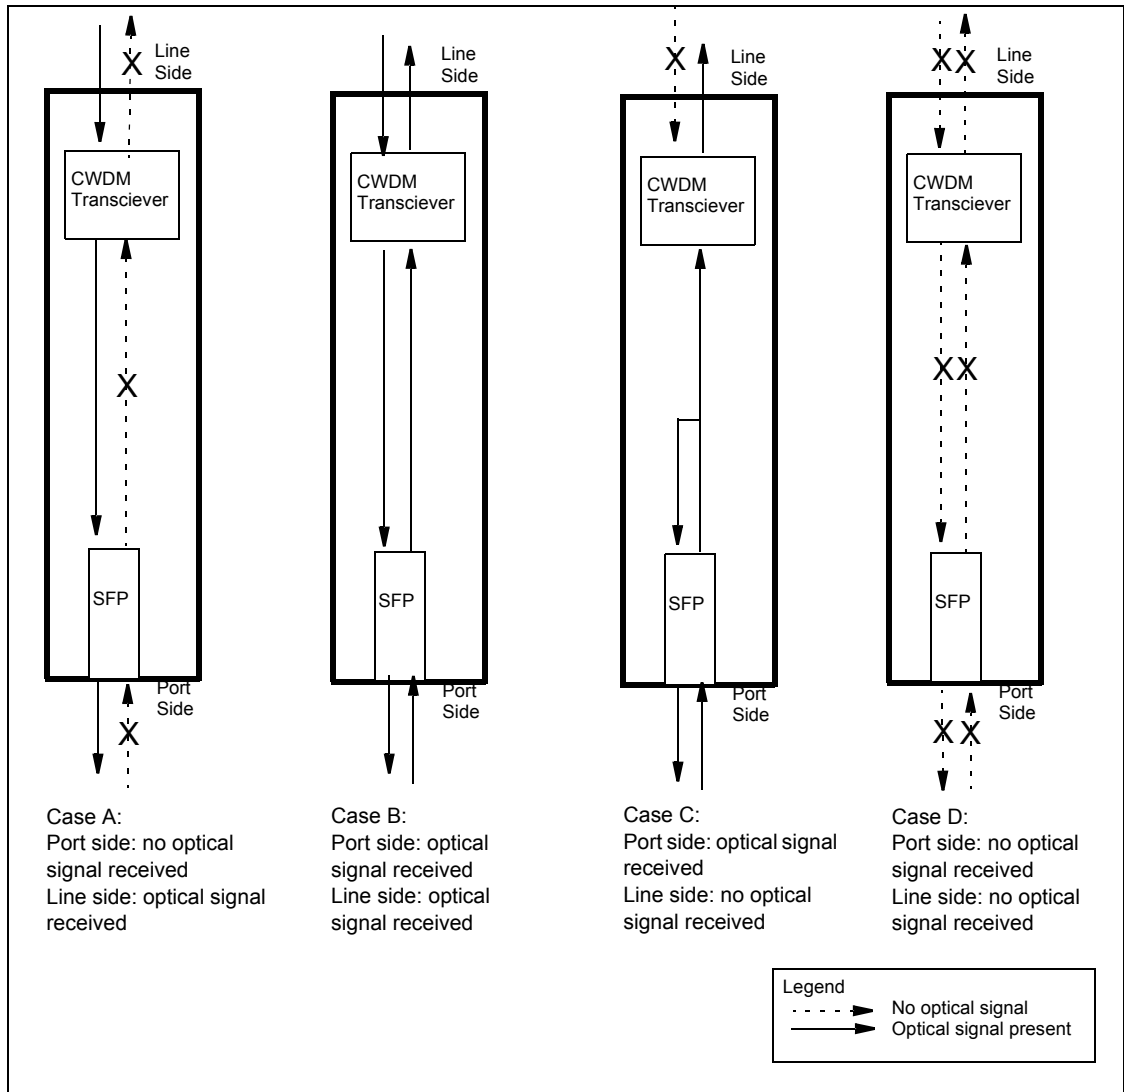 Line
Side
CWDM
Transciever
SFP
Port
Side
X
X
X
Case A:
Port side: no optical
signal received
Line side: optical signal
received
Line
Side
CWDM
Transciever
SFP
Port
Side
Case B:
Port side: optical
signal received
Line side: optical
signal received
Line
Side
X
CWDM
Transciever
SFP
Port
Side
Case C:
Port side: optical signal
received
Line side: no optical
signal received
Line
Side
X X
CWDM
Transciever
X X
SFP
Port
Side
X X
Case D:
Port side: no optical
signal received
Line side: no optical
signal received
Legend
No optical signal
Optical signal present